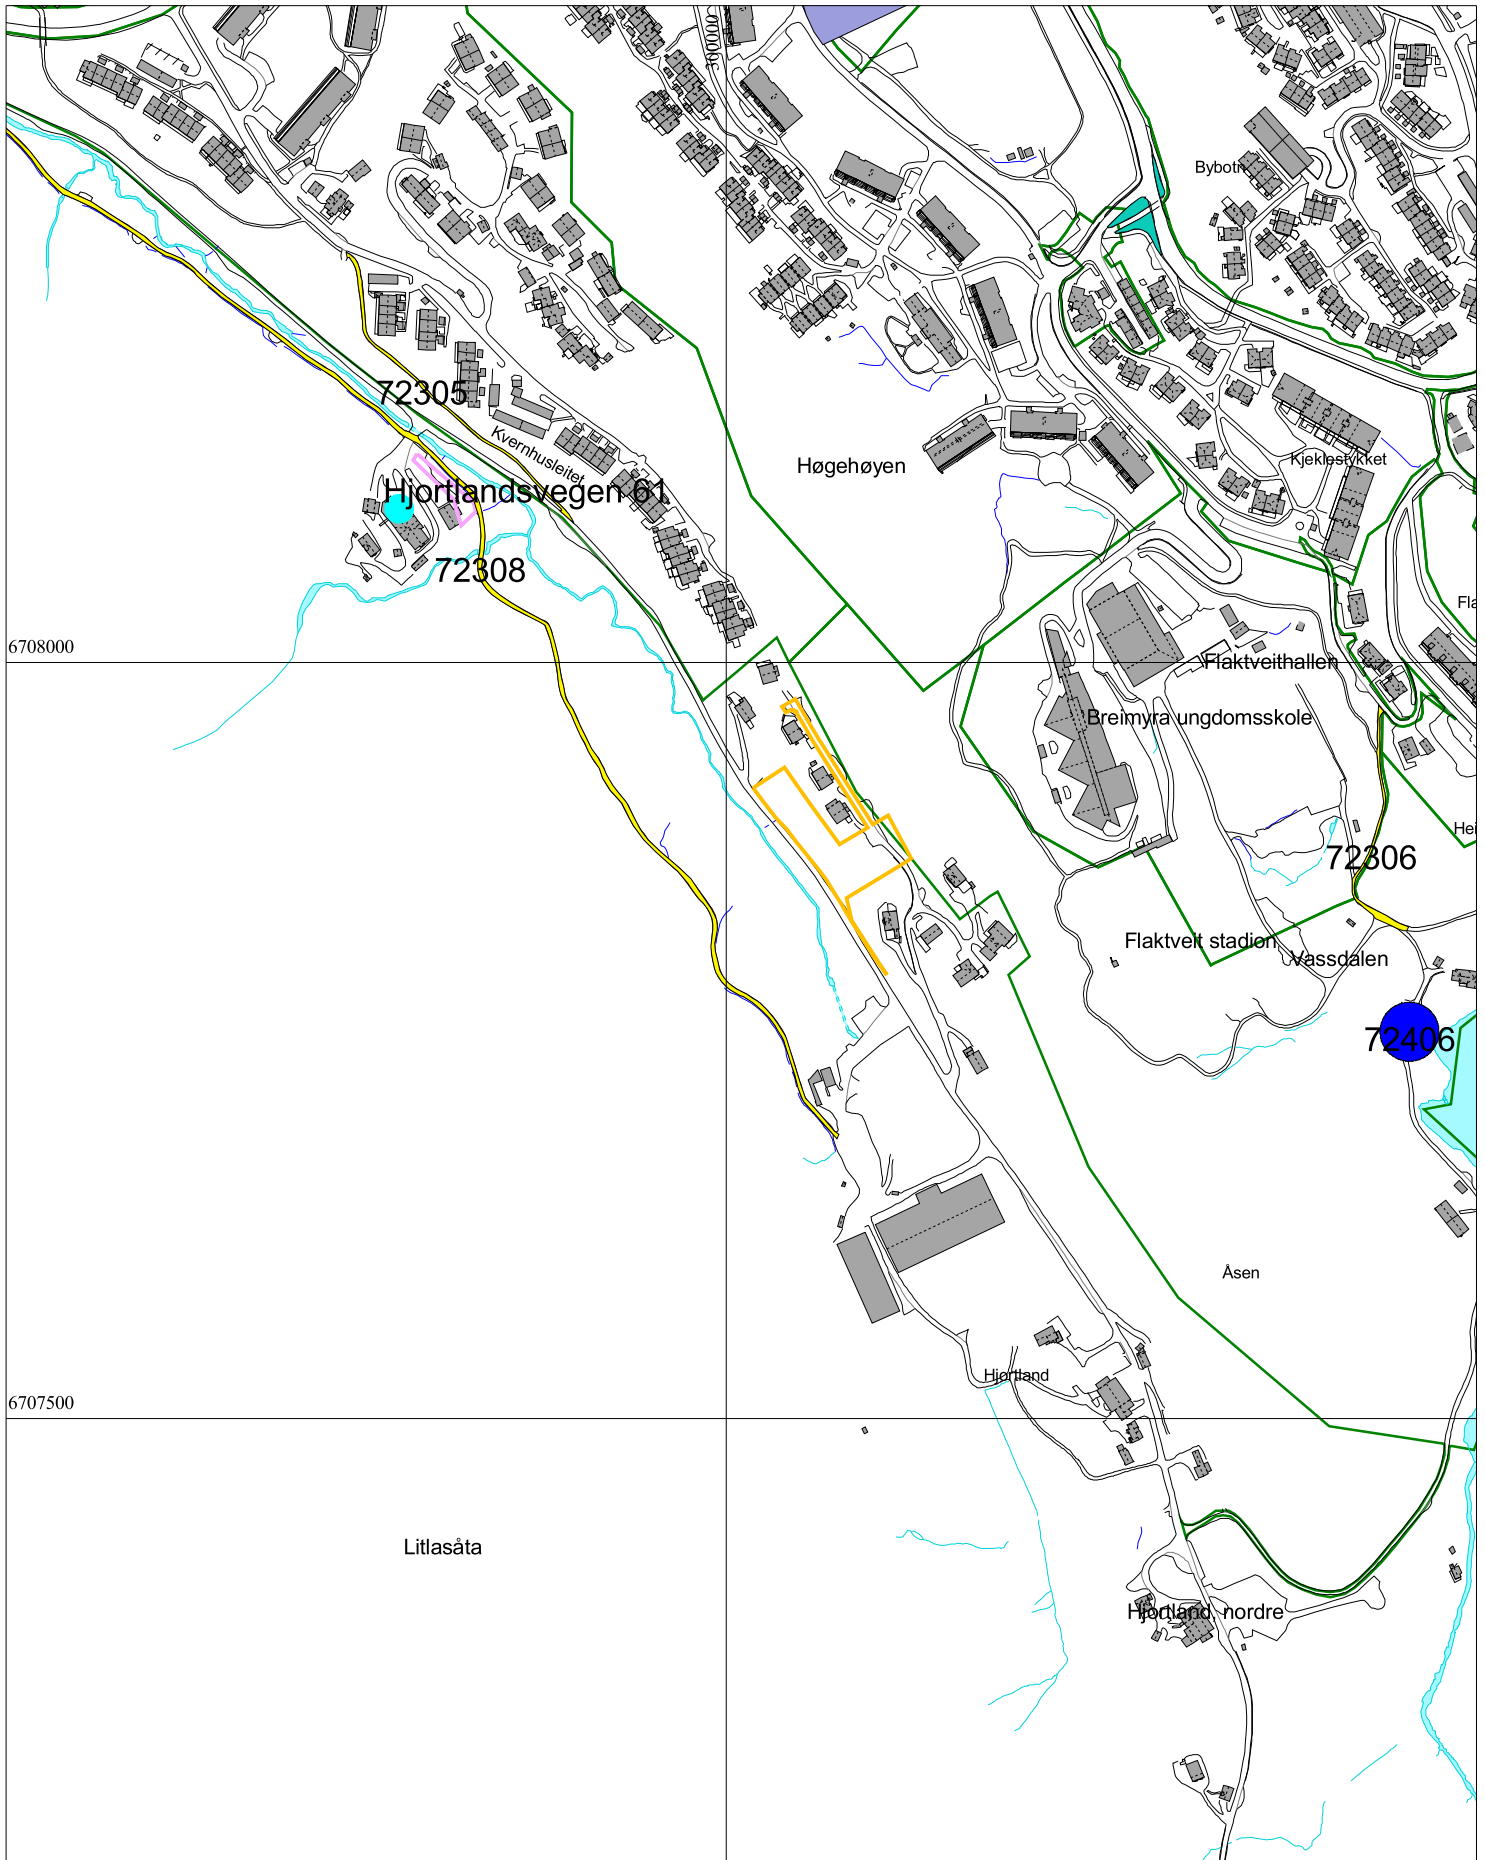 300000
Bybotn
72305
Kvernhusleitet
Høgehøyen
Kjeklestykket
Hjortlandsvegen 61
72308
Fla
6708000
Flaktveithallen
Breimyra ungdomsskole
Hei
72306
Flaktveit stadion
Vassdalen
72406
Åsen
Hjortland
6707500
Litlasåta
Hjortland, nordre